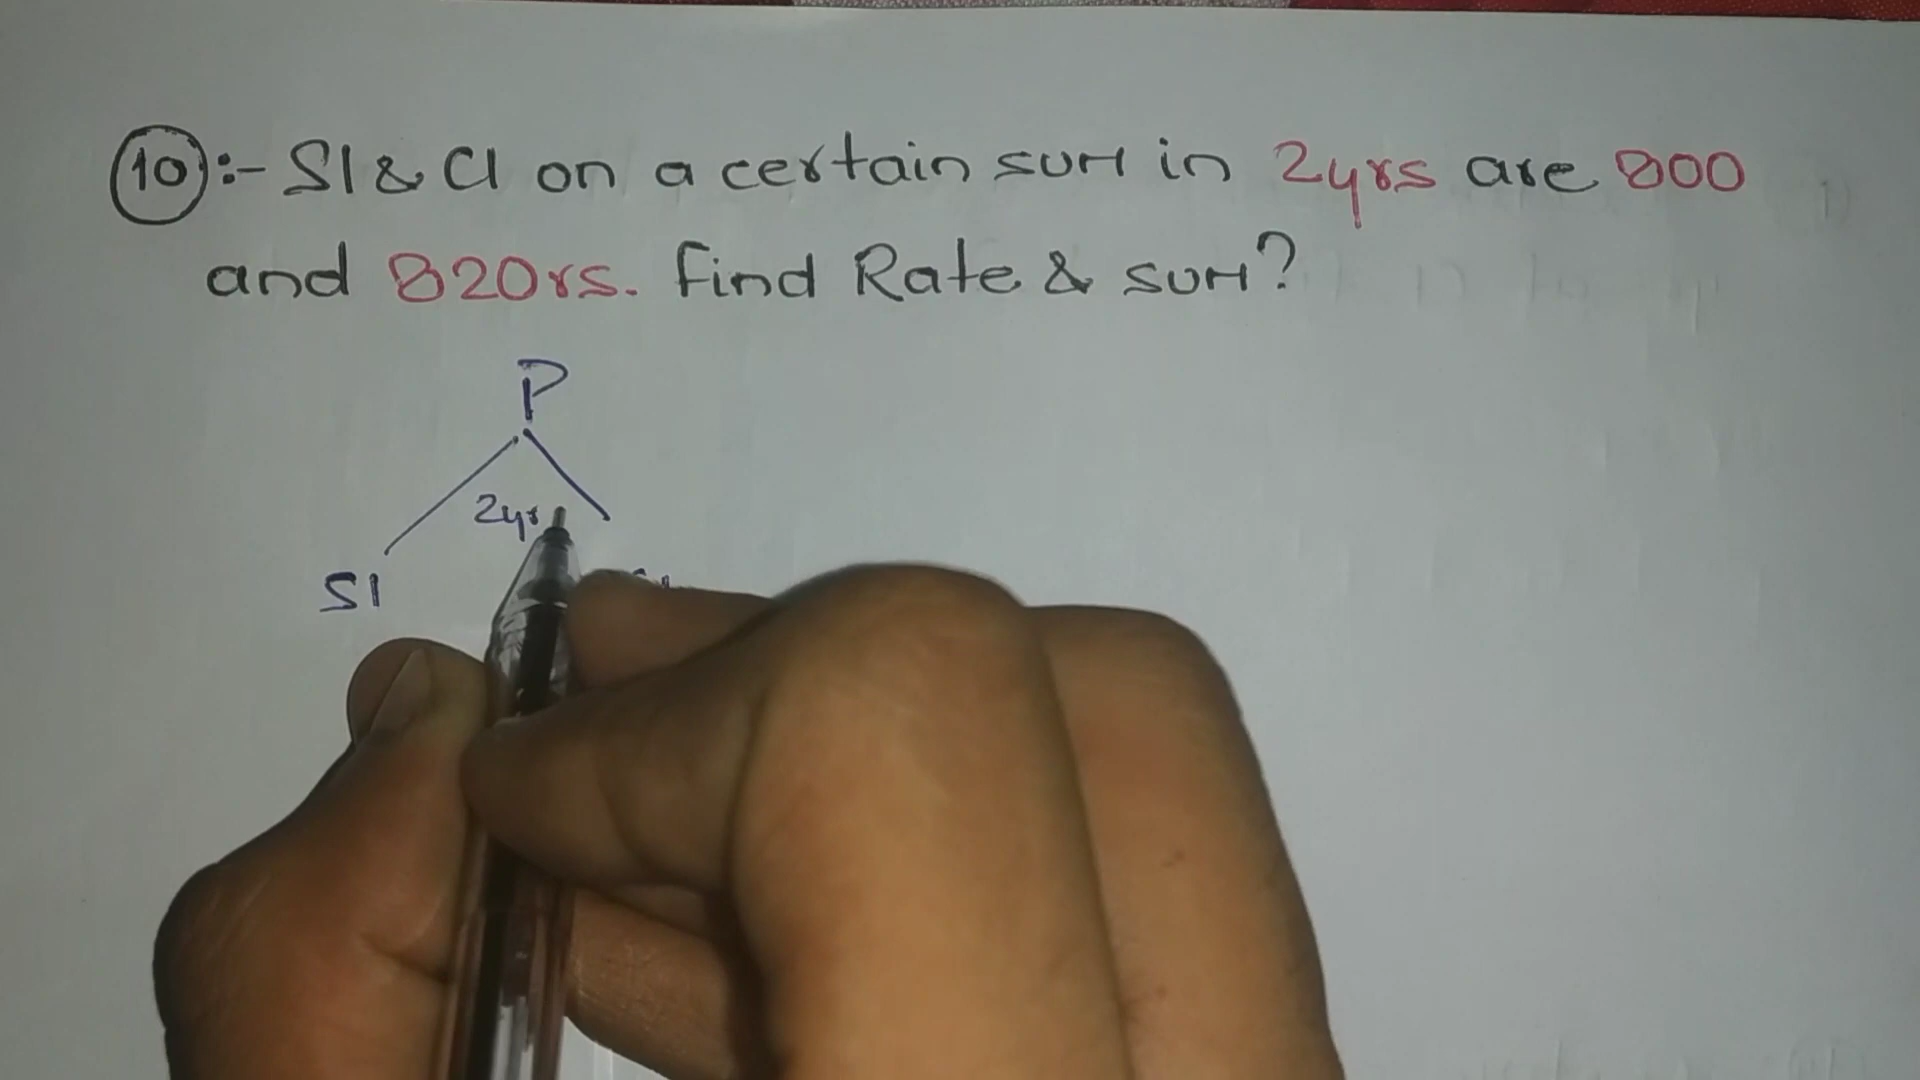 10:- SI & CI on a certain sum in 2yrs are 800
and 820rs. Find Rate & sum?
P
2yr
SI